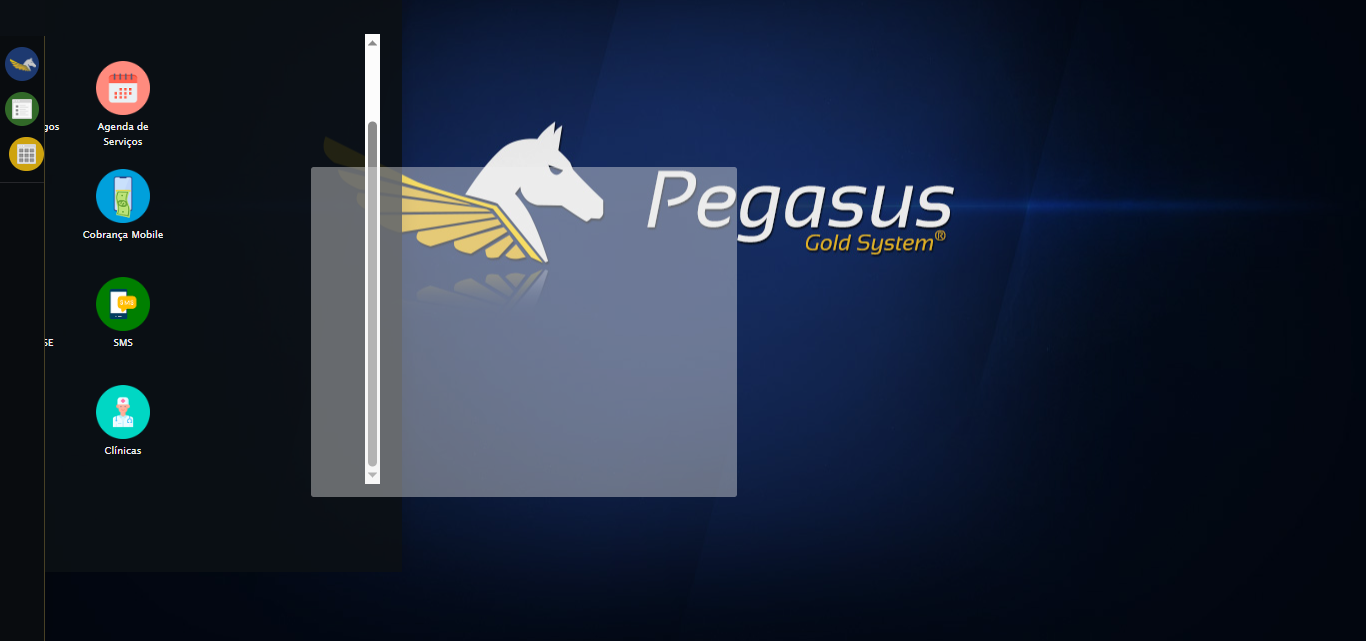 gos
Agenda de
Serviços
Cobrança Mobile
SE
SMS
Clínicas
Pegasus
Gold System®